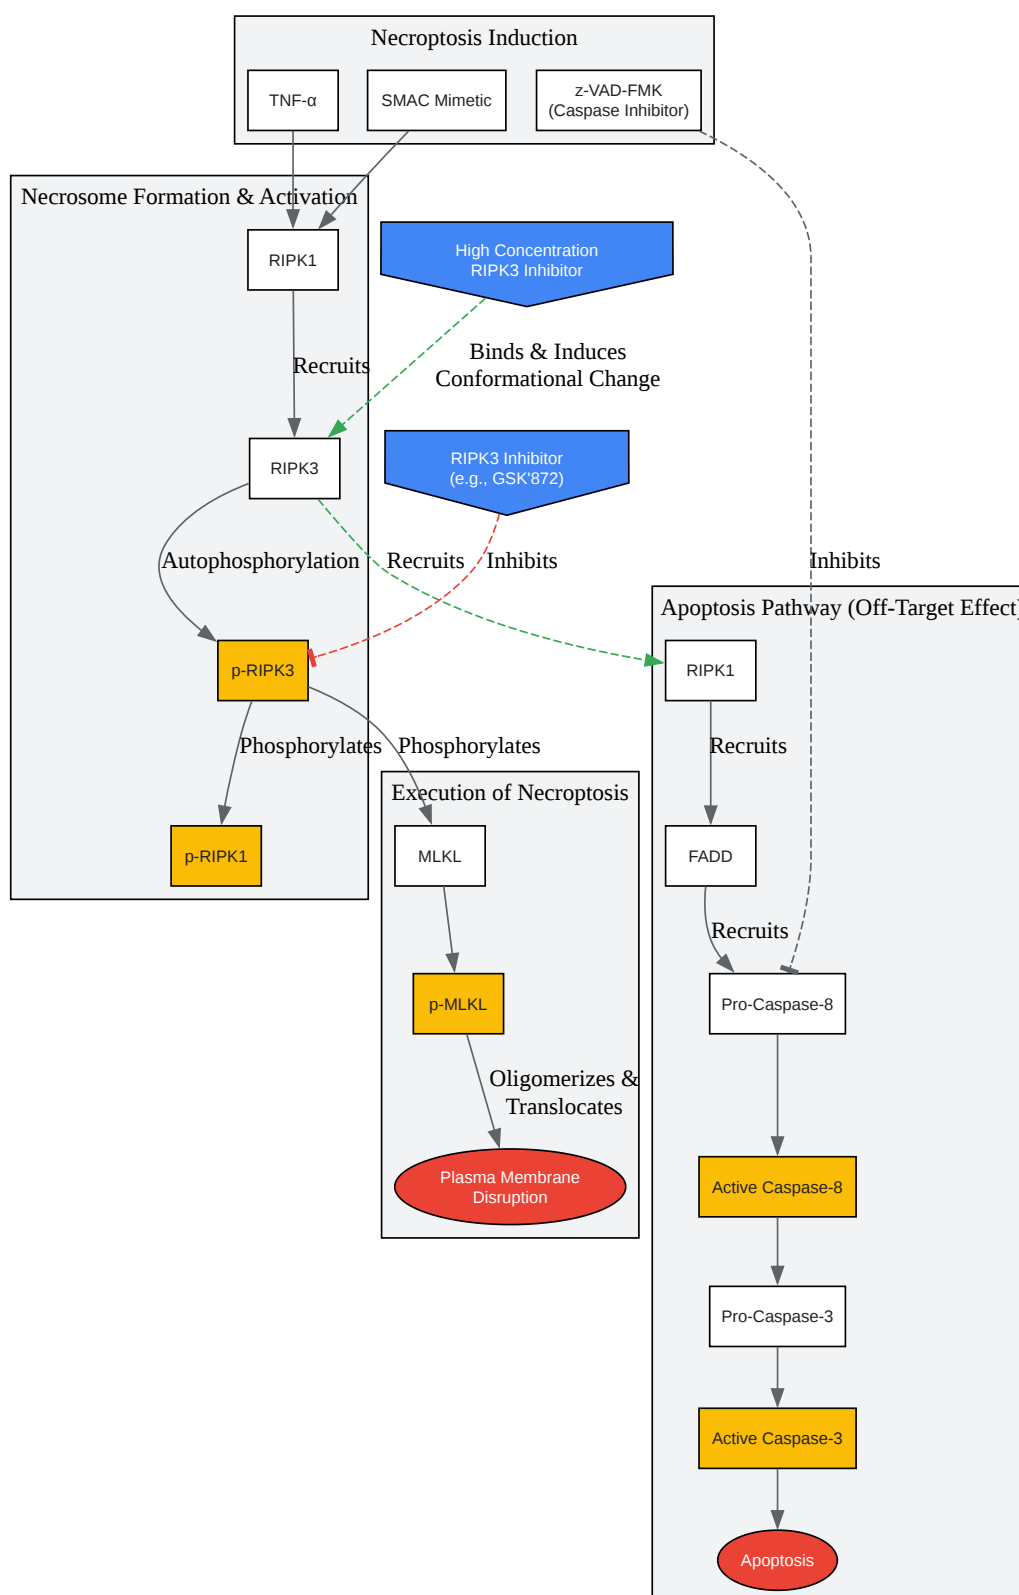 Necroptosis Induction
TNF-α
SMAC Mimetic
z-VAD-FMK
(Caspase Inhibitor)
Necrosome Formation & Activation
RIPK1
High Concentration
RIPK3 Inhibitor
Recruits
Binds & Induces
Conformational Change
RIPK3
RIPK3 Inhibitor
(e.g., GSK'872)
Autophosphorylation
Recruits
Inhibits
Inhibits
Apoptosis Pathway (Off-Target Effect)
p-RIPK3
RIPK1
Phosphorylates
Phosphorylates
Recruits
Execution of Necroptosis
p-RIPK1
MLKL
FADD
Recruits
p-MLKL
Pro-Caspase-8
Oligomerizes &
Translocates
Plasma Membrane
Disruption
Active Caspase-8
Pro-Caspase-3
Active Caspase-3
Apoptosis